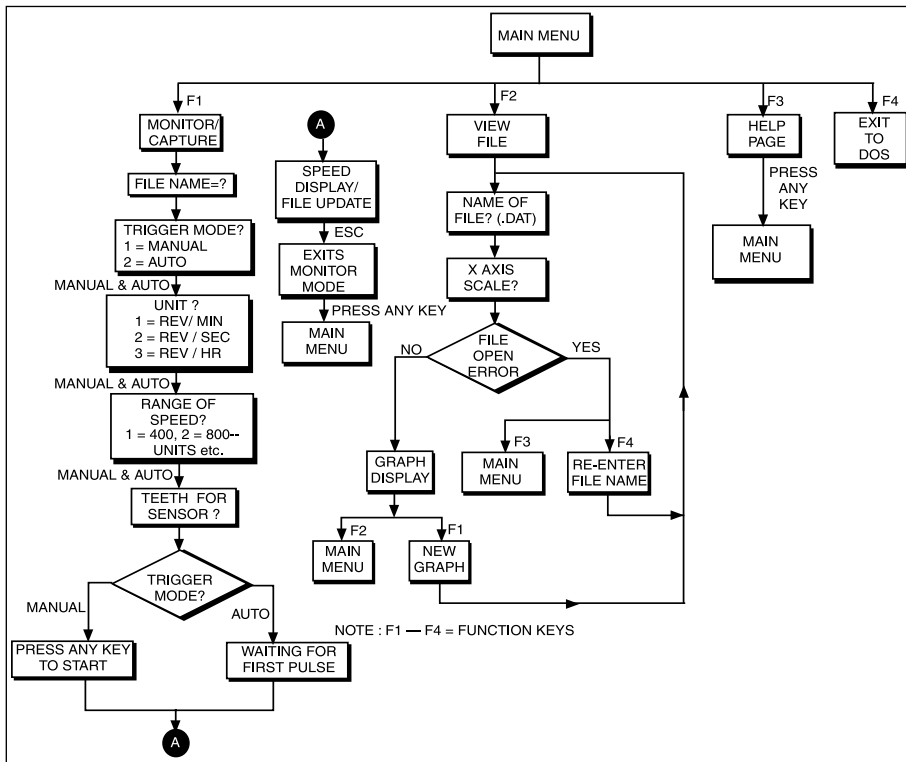 MAIN MENU
F1
MONITOR/
CAPTURE
FILE NAME=?
TRIGGER MODE?
1 = MANUAL
2 = AUTO
MANUAL & AUTO
UNIT ?
1 = REV/ MIN
2 = REV / SEC
3 = REV / HR
MANUAL & AUTO
RANGE OF
SPEED?
1 = 400, 2 = 800--
UNITS etc.
MANUAL & AUTO
TEETH FOR
SENSOR ?
TRIGGER
MODE?
MANUAL
AUTO
PRESS ANY KEY
TO START
WAITING FOR
FIRST PULSE
A
A
SPEED
DISPLAY/
FILE UPDATE
ESC
EXITS
MONITOR
MODE
PRESS ANY KEY
MAIN
MENU
F2
VIEW
FILE
NAME OF
FILE? (.DAT)
X AXIS
SCALE?
FILE
OPEN
ERROR
NO
YES
GRAPH
DISPLAY
F2
MAIN
MENU
F1
NEW
GRAPH
F3
MAIN
MENU
F4
RE-ENTER
FILE NAME
F3
HELP
PAGE
PRESS
ANY
KEY
MAIN
MENU
F4
EXIT
TO
DOS
NOTE : F1 — F4 = FUNCTION KEYS